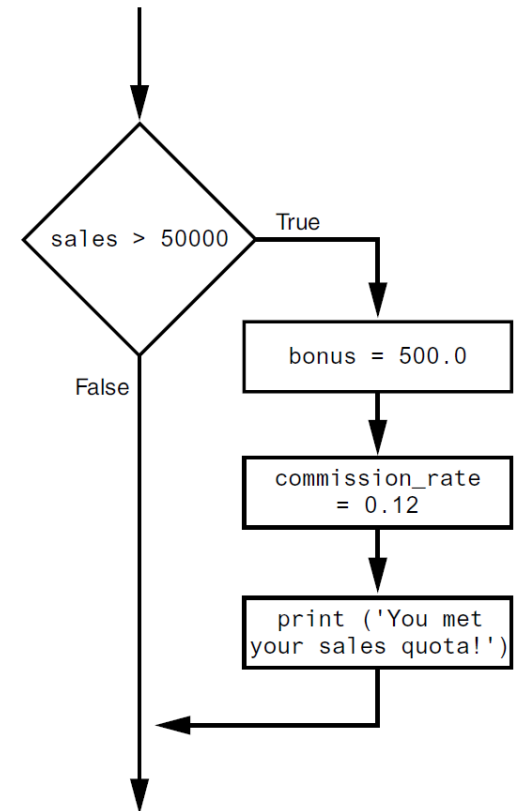 sales > 50000
True
False
bonus = 500.0
commission_rate
= 0.12
print ('You met
your sales quota!')